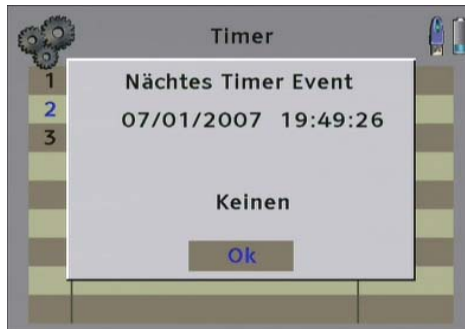 Timer
1
2
3
Nächtes Timer Event
07/01/2007 19:49:26
Keinen
Ok